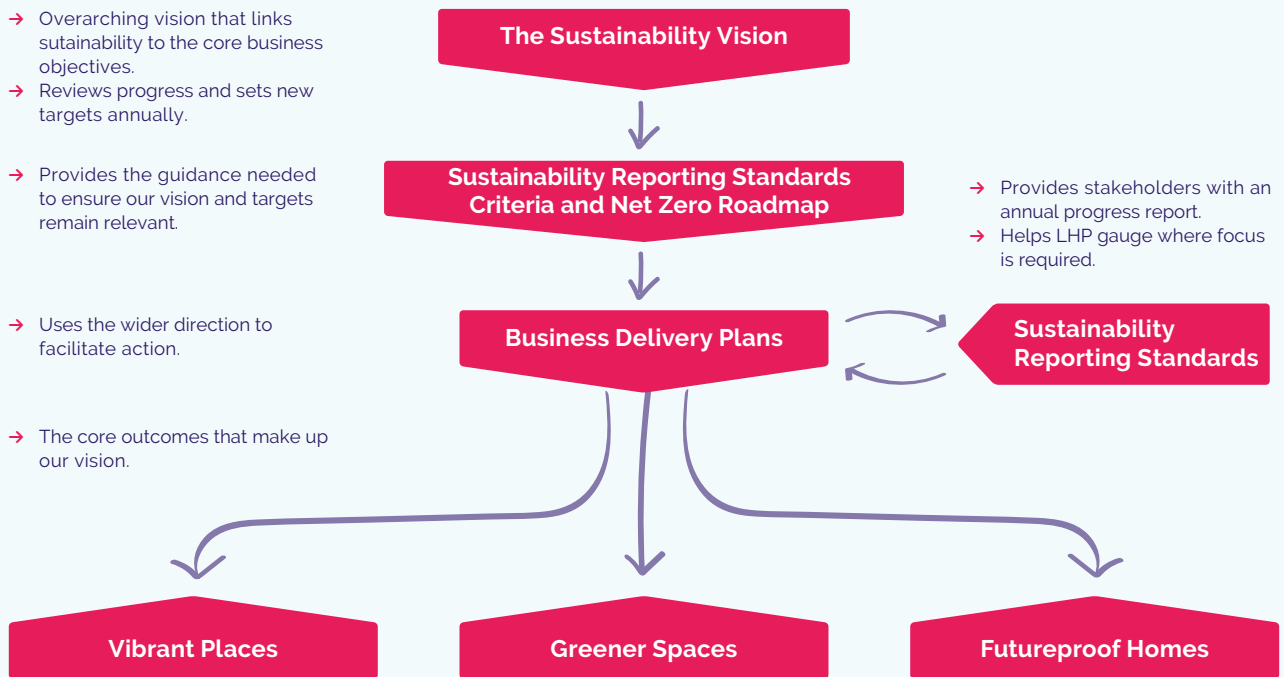 → Overarching vision that links
sutainability to the core business
objectives.
→ Reviews progress and sets new
targets annually.
The Sustainability Vision
→ Provides the guidance needed
to ensure our vision and targets
remain relevant.
Sustainability Reporting Standards
Criteria and Net Zero Roadmap
→ Provides stakeholders with an
annual progress report.
→ Helps LHP gauge where focus
is required.
→ Uses the wider direction to
facilitate action.
Business Delivery Plans
Sustainability
Reporting Standards
→ The core outcomes that make up
our vision.
Vibrant Places
Greener Spaces
Futureproof Homes